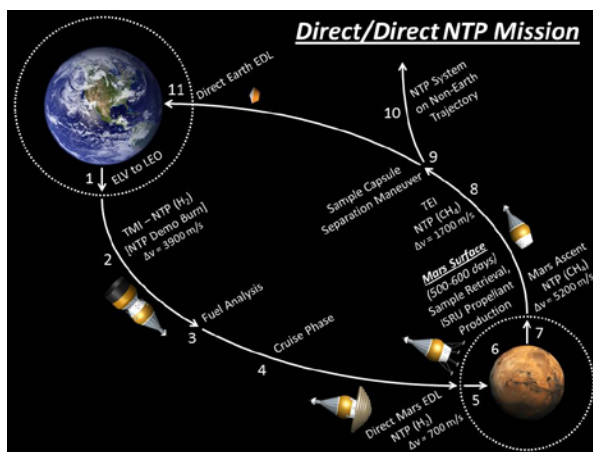 Direct/Direct NTP Mission
11
Direct Earth EDL
NTP System
on Non-Earth
Trajectory
10
1
ELV to LEO
9
Sample Capsule
Separation Maneuver
8
TMI – NTP (H₂)
[NTP Demo Burn]
Δv = 3900 m/s
2
TEI
NTP (CH₄)
Δv = 1700 m/s
Fuel Analysis
3
Mars Surface
(500-600 days)
Sample Retrieval,
ISRU Propellant
Production
Mars Ascent
NTP (CH₄)
Δv = 5200 m/s
7
Cruise Phase
4
6
5
Direct Mars EDL
NTP (H₂)
Δv = 700 m/s